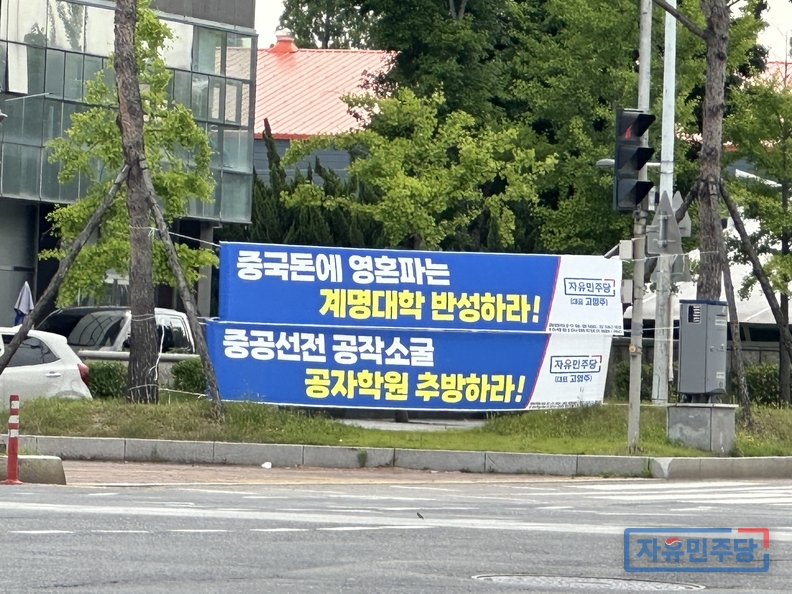 중국돈에 영혼파는
계명대학 반성하라!
자유민주당
(대표 고영주)
중공선전 공작소굴
공자학원 추방하라!
자유민주당
(대표 고영주)
자유민주당